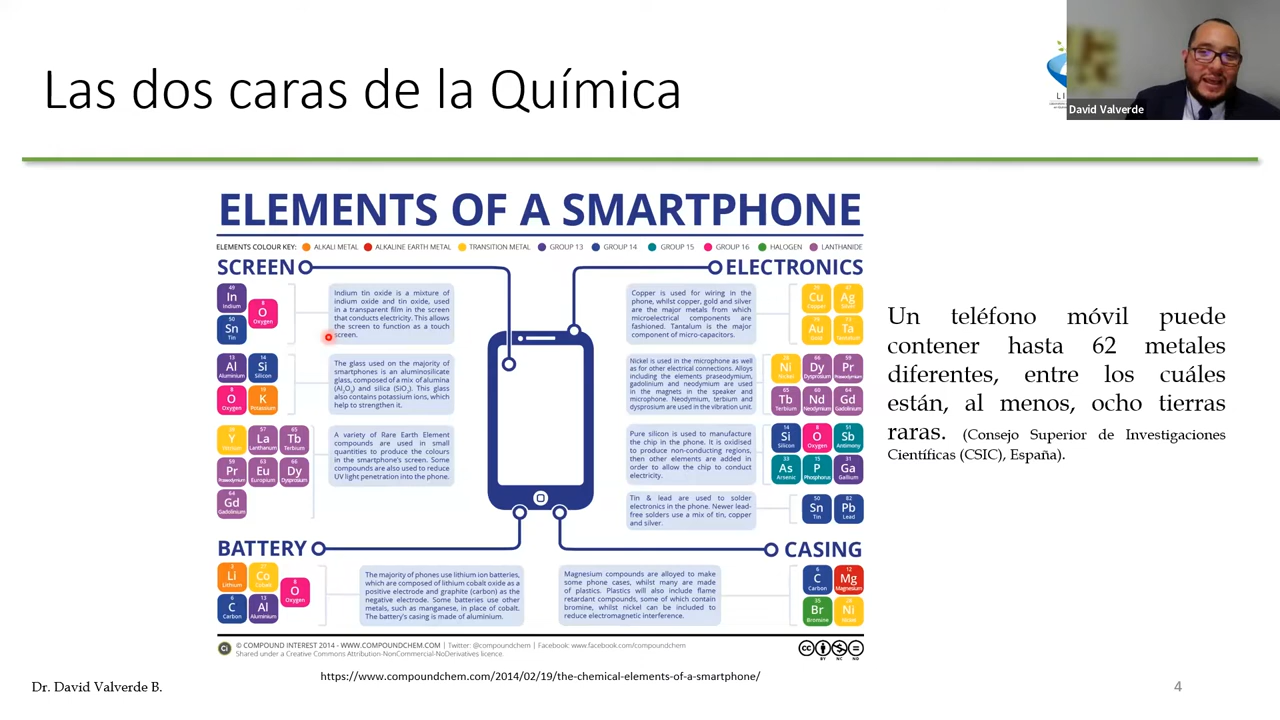 Las dos caras de la Química
LI
David Valverde
ELEMENTS OF A SMARTPHONE
ELEMENTS COLOUR KEY: ALKALI METAL ALKALINE EARTH METAL TRANSITION METAL GROUP 13 GROUP 14 GROUP 15 GROUP 16 HALOGEN LANTHANIDE
SCREEN
49
In
Indium
8
O
Oxygen
50
Sn
Tin
Indium tin oxide is a mixture of
indium oxide and tin oxide, used
in a transparent film in the screen
that conducts electricity. This allows
the screen to function as a touch
screen.
13
Al
Aluminium
14
Si
Silicon
8
O
Oxygen
K
Potassium
The glass used on the majority of
smartphones is an aluminosilicate
glass, composed of a mix of alumina
(Al₂O₃) and silica (SiO₂). This glass
also contains potassium ions, which
help to strengthen it.
Y
57
La
Lanthanum
65
Tb
Terbium
59
Pr
Praseodymium
63
Eu
Europium
66
Dy
Dysprosium
64
Gd
Gadolinium
A variety of Rare Earth Element
compounds are used in small
quantities to produce the colours
in the smartphone's screen. Some
compounds are also used to reduce
UV light penetration into the phone.
ELECTRONICS
Copper is used for wiring in the
phone, whilst copper, gold and silver
are the major metals from which
microelectrical components are
fashioned. Tantalum is the major
component of micro-capacitors.
Cu
Copper
47
Ag
Silver
Au
Gold
73
Ta
Tantalum
Nickel is used in the microphone as well
as for other electrical connections. Alloys
including the elements praseodymium,
gadolinium and neodymium are used
in the magnets in the speaker and
microphone. Neodymium, terbium and
dysprosium are used in the vibration unit.
Ni
Nickel
66
Dy
Dysprosium
59
Pr
Praseodymium
65
Tb
Terbium
60
Nd
Neodymium
64
Gd
Gadolinium
Pure silicon is used to manufacture
the chip in the phone. It is oxidised
to produce non-conducting regions,
then other elements are added in
order to allow the chip to conduct
electricity.
14
Si
Silicon
8
O
Oxygen
51
Sb
Antimony
33
As
Arsenic
15
P
Phosphorus
31
Ga
Gallium
Tin & lead are used to solder
electronics in the phone. Newer lead-
free solders use a mix of tin, copper
and silver.
50
Sn
Tin
82
Pb
Lead
BATTERY
3
Li
Lithium
27
Co
Cobalt
8
O
Oxygen
6
C
Carbon
13
Al
Aluminium
The majority of phones use lithium ion batteries,
which are composed of lithium cobalt oxide as a
positive electrode and graphite (carbon) as the
negative electrode. Some batteries use other
metals, such as manganese, in place of cobalt.
The battery's casing is made of aluminium.
CASING
Magnesium compounds are alloyed to make
some phone cases, whilst many are made
of plastics. Plastics will also include flame
retardant compounds, some of which contain
bromine, whilst nickel can be included to
reduce electromagnetic interference.
6
C
Carbon
12
Mg
Magnesium
35
Br
Bromine
Ni
Nickel
Ci
© COMPOUND INTEREST 2014 - WWW.COMPOUNDCHEM.COM | Twitter: @compoundchem | Facebook: www.facebook.com/compoundchem
Shared under a Creative Commons Attribution-NonCommercial-NoDerivatives licence.
CC BY NC ND
Un teléfono móvil puede
contener hasta 62 metales
diferentes, entre los cuáles
están, al menos, ocho tierras
raras. (Consejo Superior de Investigaciones
Científicas (CSIC), España).
https://www.compoundchem.com/2014/02/19/the-chemical-elements-of-a-smartphone/
Dr. David Valverde B.
4